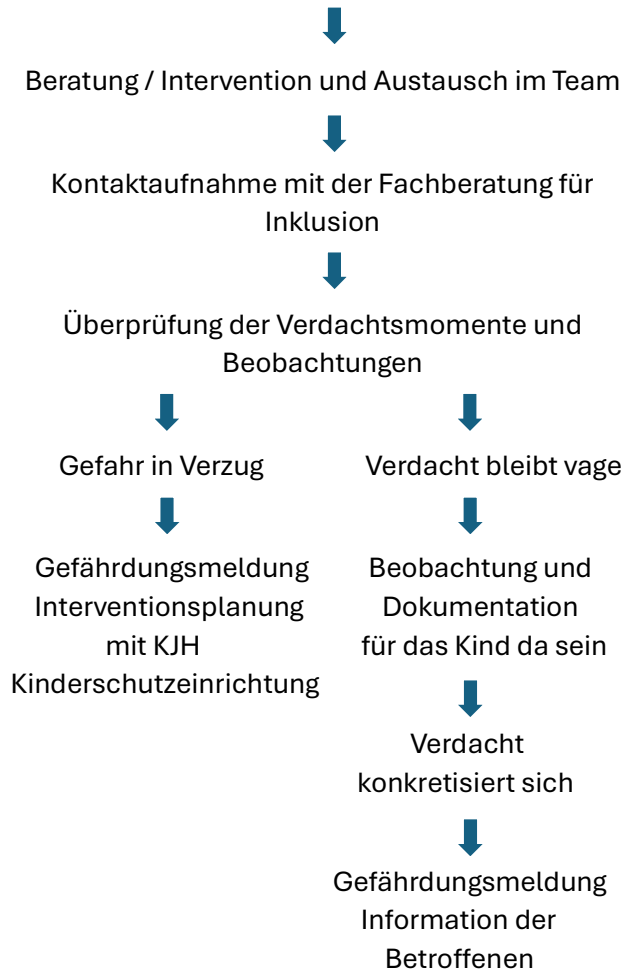 Beratung / Intervention und Austausch im Team
Kontaktaufnahme mit der Fachberatung für
Inklusion
Überprüfung der Verdachtsmomente und
Beobachtungen
Gefahr in Verzug
Gefährdungsmeldung
Interventionsplanung
mit KJH
Kinderschutzeinrichtung
Verdacht bleibt vage
Beobachtung und
Dokumentation
für das Kind da sein
Verdacht
konkretisiert sich
Gefährdungsmeldung
Information der
Betroffenen